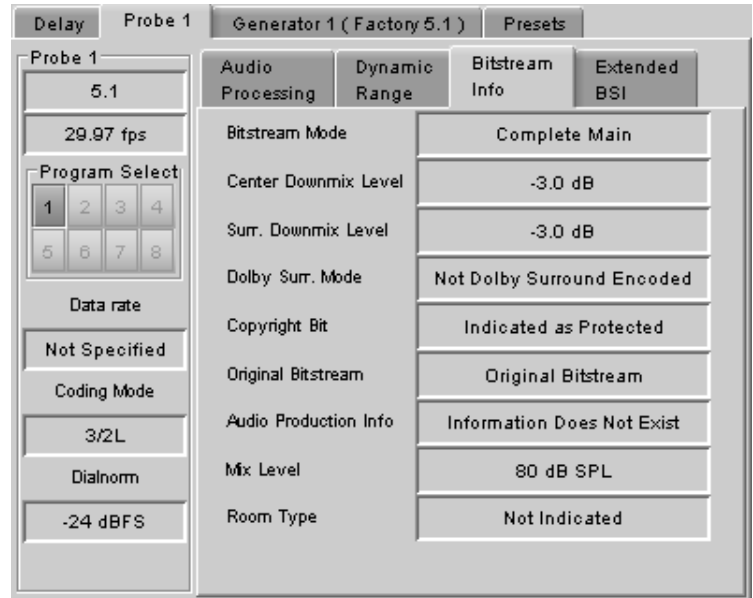 Delay
Probe 1
Generator 1 ( Factory 5.1 )
Presets
Probe 1
5.1
29.97 fps
Program Select
1 2 3 4
5 6 7 8
Data rate
Not Specified
Coding Mode
3/2L
Dialnorm
-24 dBFS
Audio
Processing
Dynamic
Range
Bitstream
Info
Extended
BSI
Bitstream Mode
Complete Main
Center Downmix Level
-3.0 dB
Surr. Downmix Level
-3.0 dB
Dolby Surr. Mode
Not Dolby Surround Encoded
Copyright Bit
Indicated as Protected
Original Bitstream
Original Bitstream
Audio Production Info
Information Does Not Exist
Mix Level
80 dB SPL
Room Type
Not Indicated